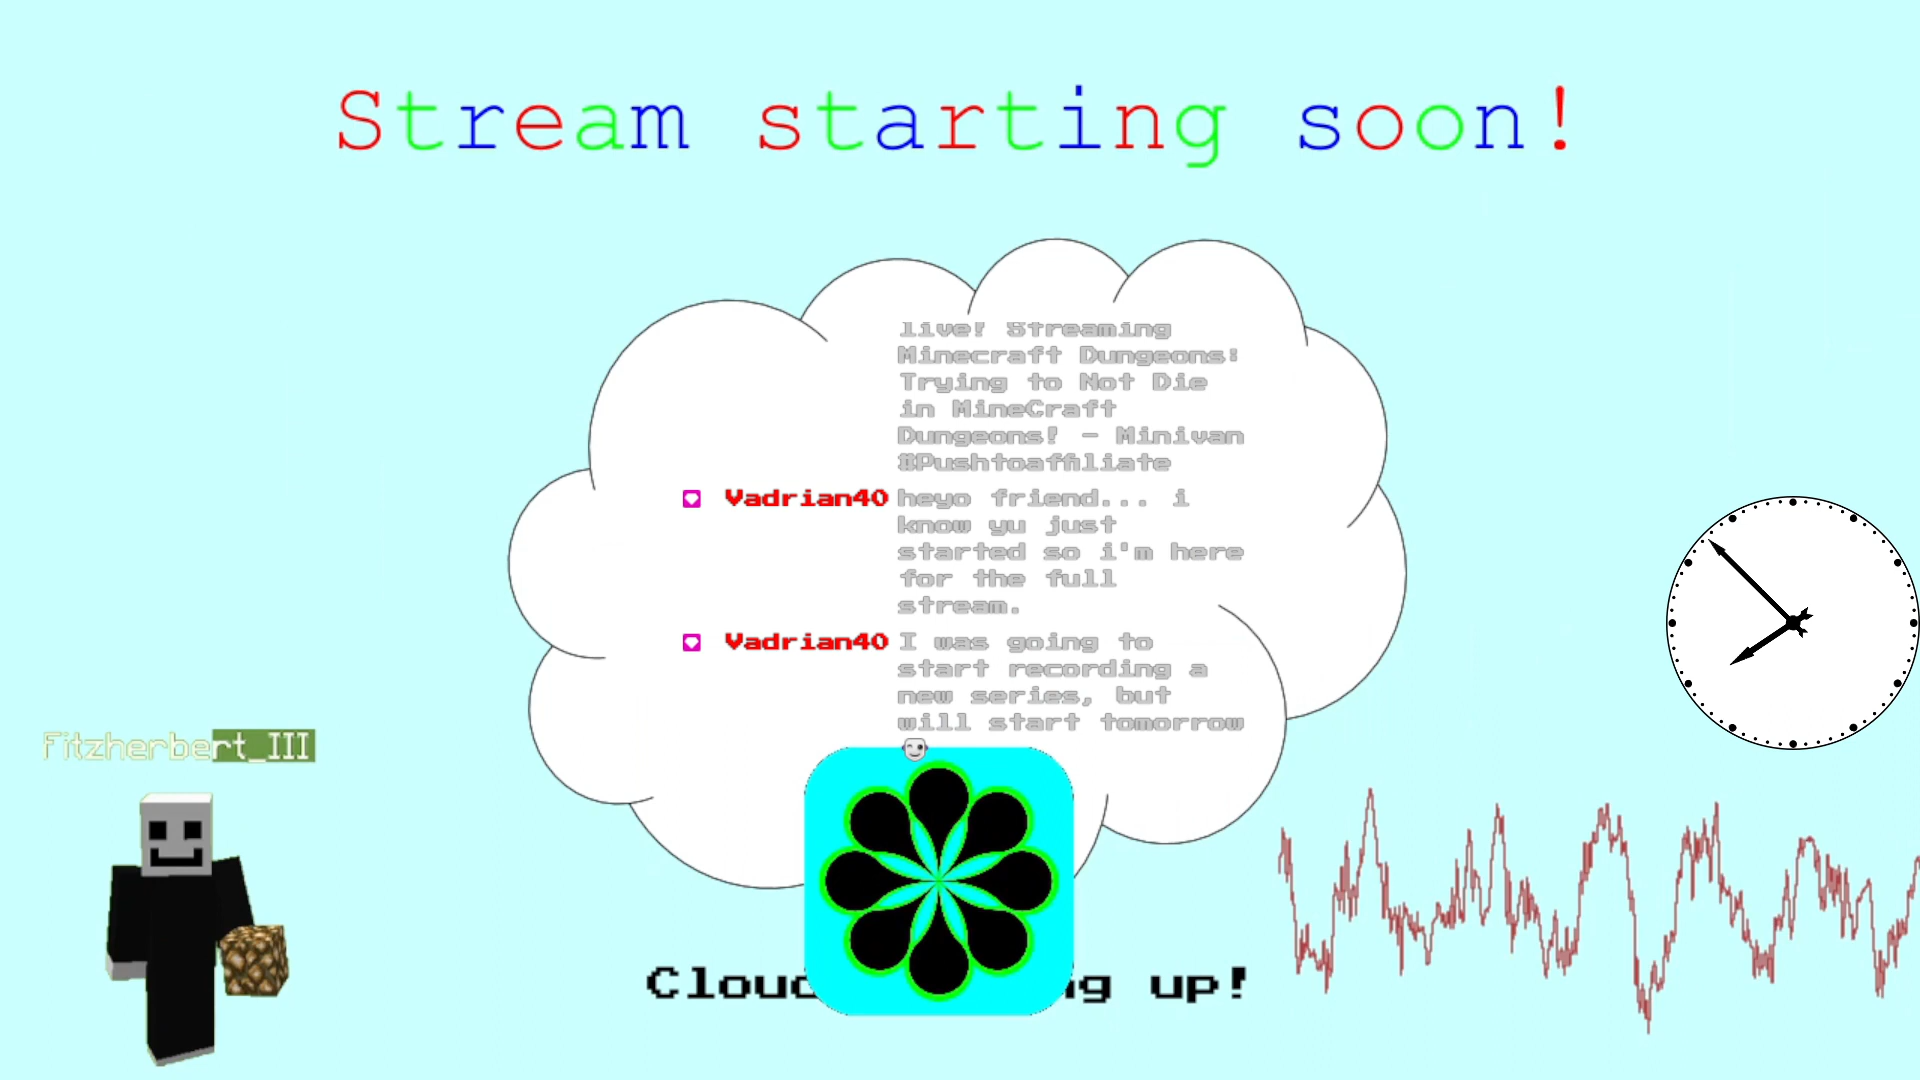 Stream starting soon!
live! Streaming
Minecraft Dungeons:
Trying to Not Die
in MineCraft
Dungeons! - Minivan
#Pushtoaffiliate
Vadrian40 heyo friend... i
know yu just
started so i'm here
for the full
stream.
Vadrian40 I was going to
start recording a
new series, but
will start tomorrow
Fitzherbert_III
up!